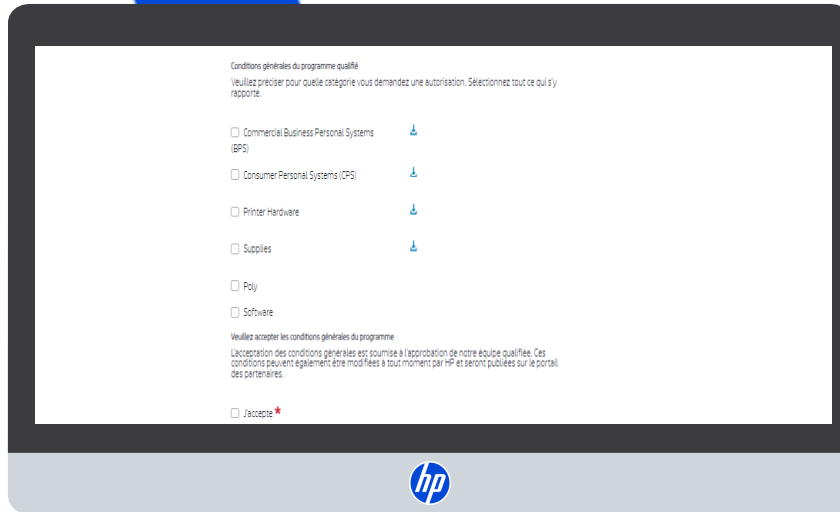 Conditions générales du programme qualifié
Veuillez préciser pour quelle catégorie vous demandez une autorisation. Sélectionnez tout ce qui s'y
rapporte.
Commercial Business Personal Systems
(BPS)
Consumer Personal Systems (CPS)
Printer Hardware
Supplies
Poly
Software
Veuillez accepter les conditions générales du programme
L'acceptation des conditions générales est soumise à l'approbation de notre équipe qualifiée. Ces
conditions peuvent également être modifiées à tout moment par HP et seront publiées sur le portail
des partenaires.
J'accepte *
hp